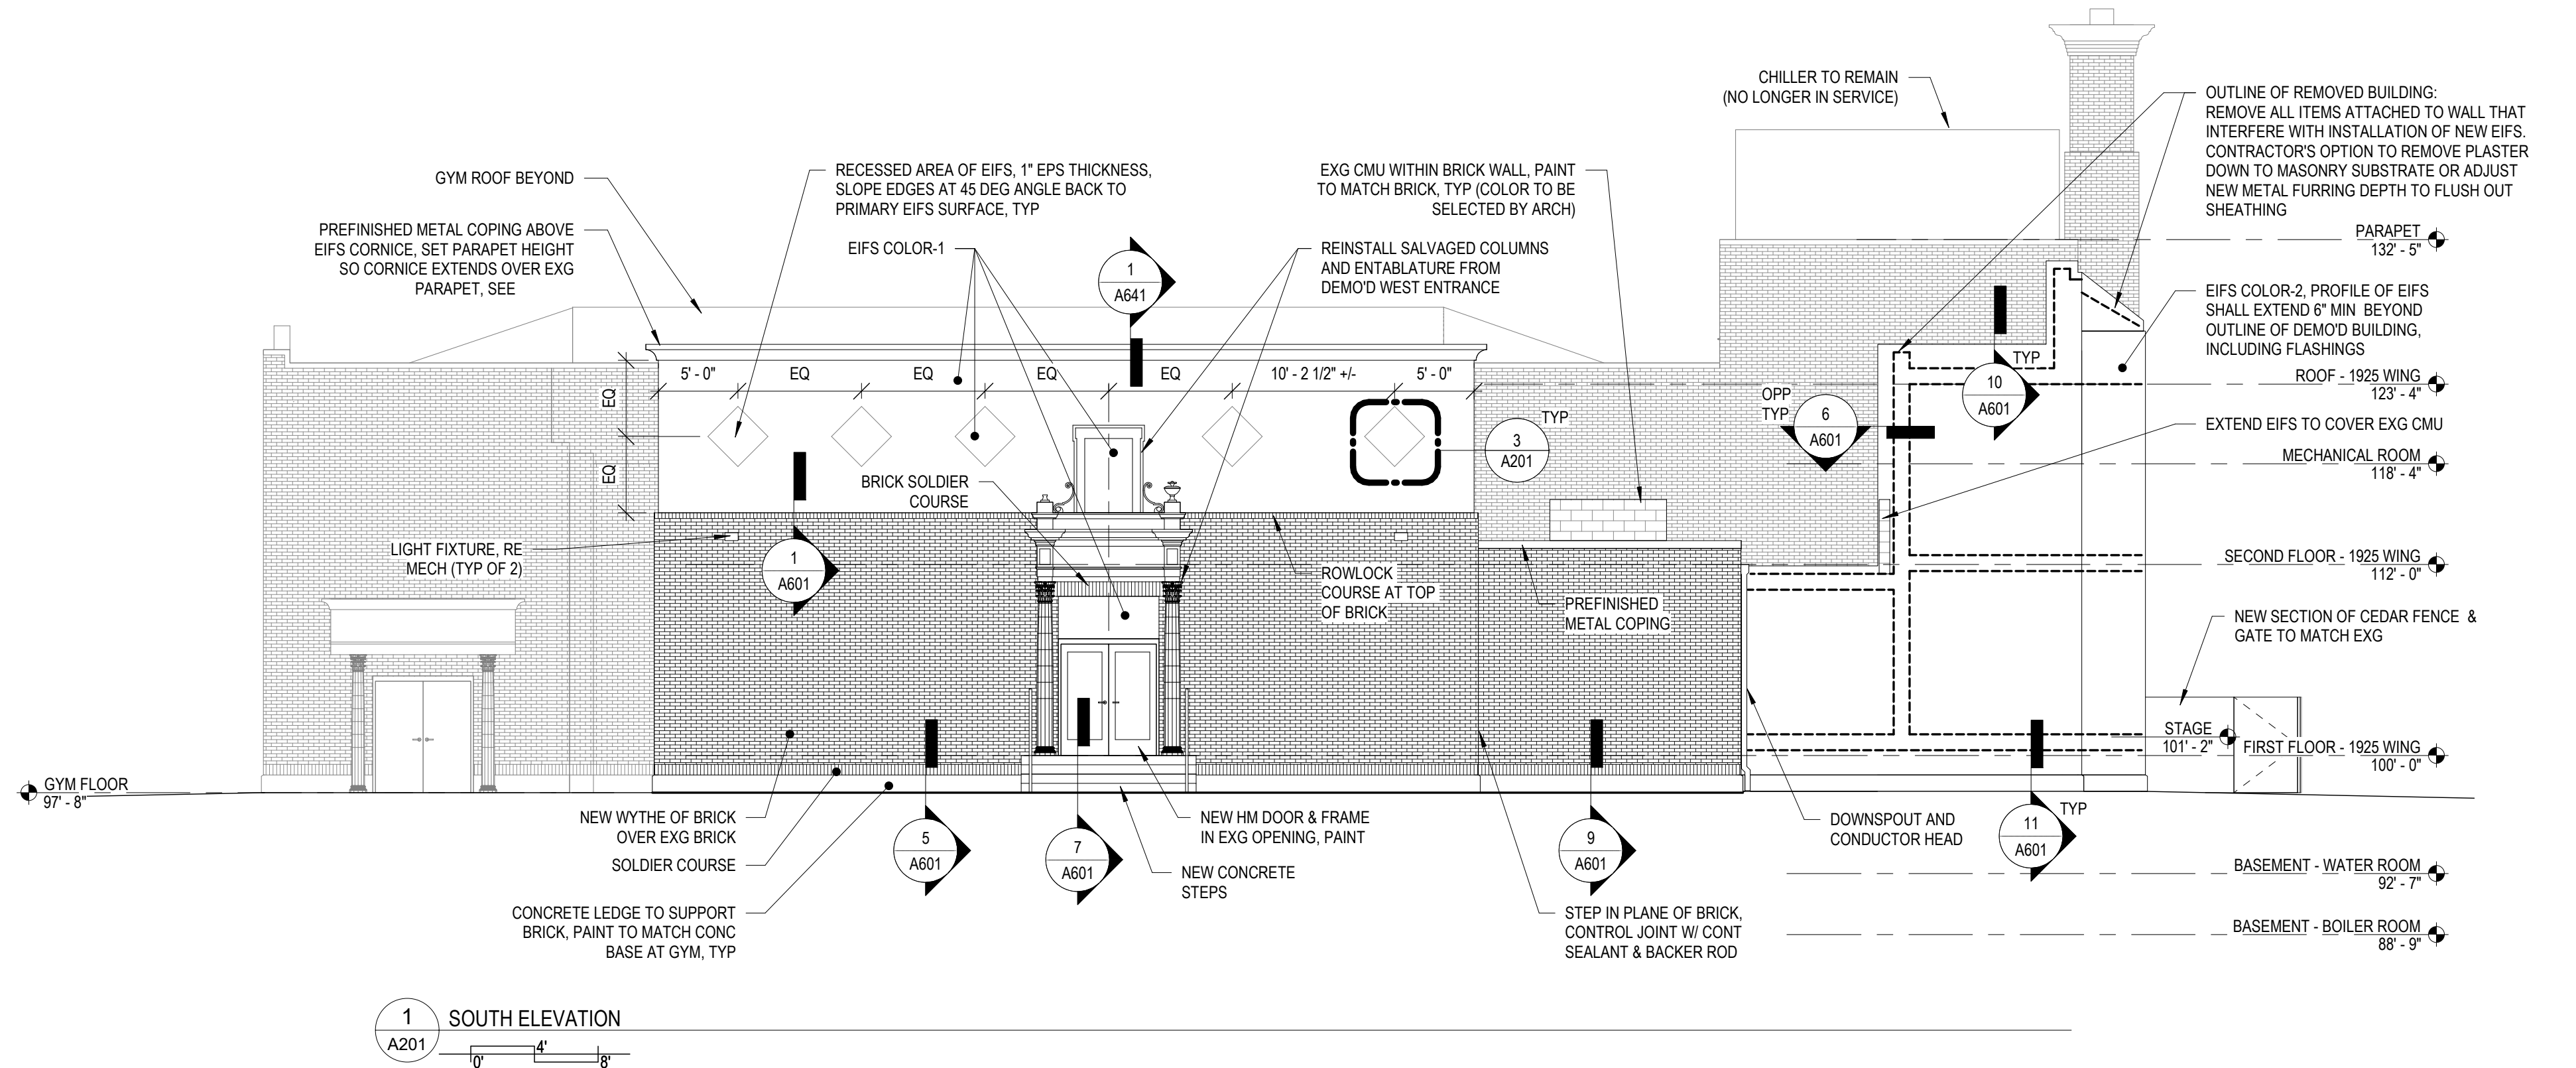 CHILLER TO REMAIN
(NO LONGER IN SERVICE)
OUTLINE OF REMOVED BUILDING:
REMOVE ALL ITEMS ATTACHED TO WALL THAT
INTERFERE WITH INSTALLATION OF NEW EIFS.
CONTRACTOR'S OPTION TO REMOVE PLASTER
DOWN TO MASONRY SUBSTRATE OR ADJUST
NEW METAL FURRING DEPTH TO FLUSH OUT
SHEATHING
GYM ROOF BEYOND
RECESSED AREA OF EIFS, 1" EPS THICKNESS,
SLOPE EDGES AT 45 DEG ANGLE BACK TO
PRIMARY EIFS SURFACE, TYP
EXG CMU WITHIN BRICK WALL, PAINT
TO MATCH BRICK, TYP (COLOR TO BE
SELECTED BY ARCH)
PREFINISHED METAL COPING ABOVE
EIFS CORNICE, SET PARAPET HEIGHT
SO CORNICE EXTENDS OVER EXG
PARAPET, SEE
EIFS COLOR-1
1
A641
REINSTALL SALVAGED COLUMNS
AND ENTABLATURE FROM
DEMO'D WEST ENTRANCE
PARAPET
132' - 5"
EIFS COLOR-2, PROFILE OF EIFS
SHALL EXTEND 6" MIN BEYOND
OUTLINE OF DEMO'D BUILDING,
INCLUDING FLASHINGS
5' - 0"
EQ
EQ
EQ
EQ
10' - 2 1/2" +/-
5' - 0"
EQ
EQ
TYP
10
A601
ROOF - 1925 WING
123' - 4"
OPP
TYP
6
A601
TYP
3
A201
EXTEND EIFS TO COVER EXG CMU
MECHANICAL ROOM
118' - 4"
BRICK SOLDIER
COURSE
LIGHT FIXTURE, RE
MECH (TYP OF 2)
1
A601
ROWLOCK
COURSE AT TOP
OF BRICK
PREFINISHED
METAL COPING
SECOND FLOOR - 1925 WING
112' - 0"
NEW SECTION OF CEDAR FENCE &
GATE TO MATCH EXG
STAGE
101' - 2"
FIRST FLOOR - 1925 WING
100' - 0"
GYM FLOOR
97' - 8"
NEW WYTHE OF BRICK
OVER EXG BRICK
SOLDIER COURSE
CONCRETE LEDGE TO SUPPORT
BRICK, PAINT TO MATCH CONC
BASE AT GYM, TYP
5
A601
7
A601
NEW HM DOOR & FRAME
IN EXG OPENING, PAINT
NEW CONCRETE
STEPS
9
A601
STEP IN PLANE OF BRICK,
CONTROL JOINT W/ CONT
SEALANT & BACKER ROD
DOWNSPOUT AND
CONDUCTOR HEAD
TYP
11
A601
BASEMENT - WATER ROOM
92' - 7"
BASEMENT - BOILER ROOM
88' - 9"
1
A201
SOUTH ELEVATION
0'
4'
8'